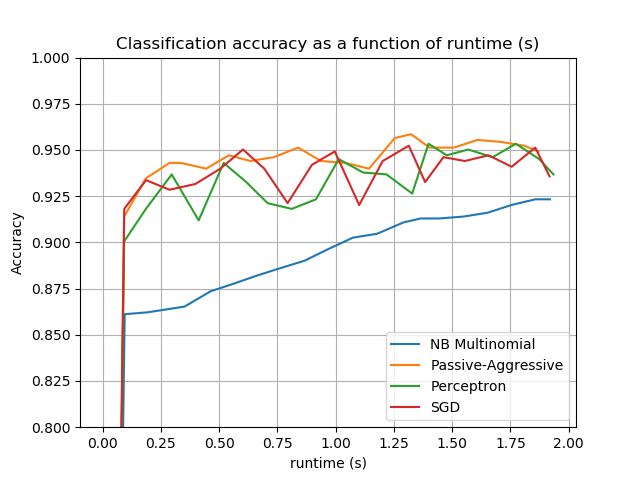 Classification accuracy as a function of runtime (s)
1.000
0.975
0.950
0.925
0.900
0.875
0.850
0.825
0.800
Accuracy
NB Multinomial
Passive-Aggressive
Perceptron
SGD
0.00 0.25 0.50 0.75 1.00 1.25 1.50 1.75 2.00
runtime (s)